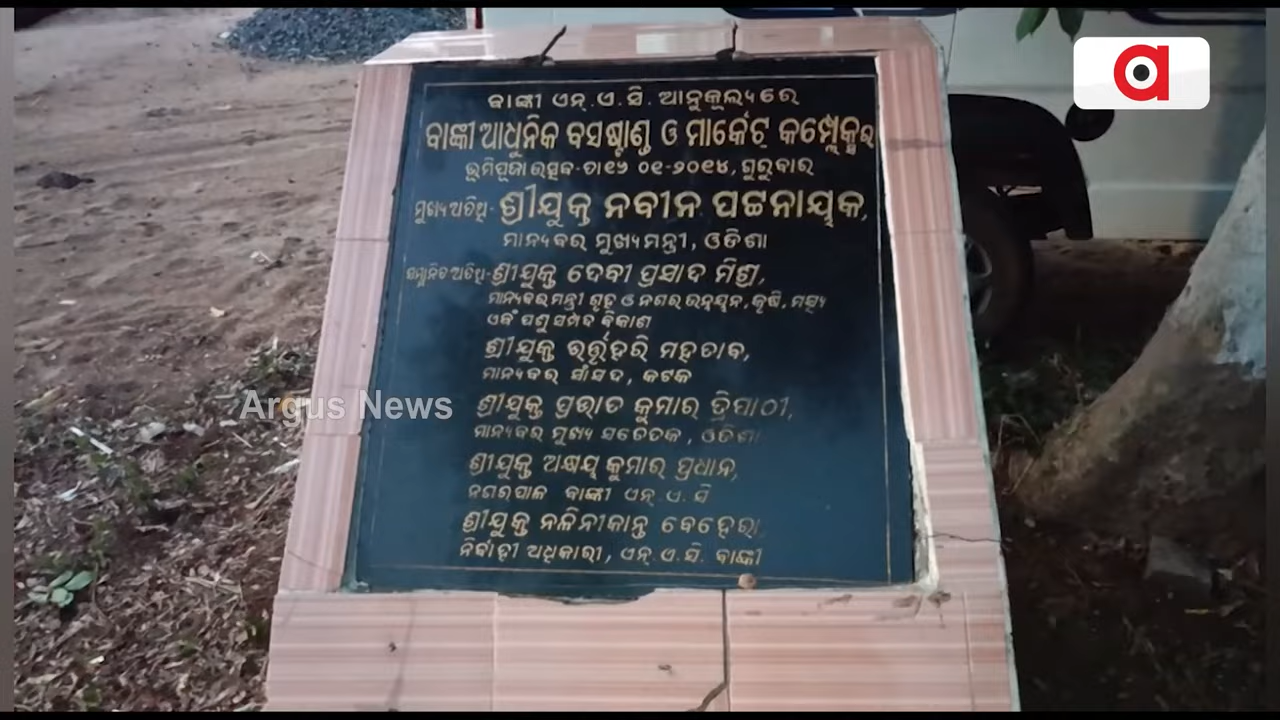 ବାଙ୍କୀ ଏନ୍.ଏ.ସି. ଆନୁକୂଲ୍ୟରେ
ବାଙ୍କୀ ଆଧୁନିକ ବସଷ୍ଟାଣ୍ଡ ଓ ମାର୍କେଟ୍ କମ୍ପ୍ଲେକ୍ସର
ଭୂମିପୂଜା ଉତ୍ସବ-ତା୧୬ ୦୧-୨୦୧୪, ଗୁରୁବାର
ମୁଖ୍ୟଅତିଥି- ଶ୍ରୀଯୁକ୍ତ ନବୀନ ପଟ୍ଟନାୟକ,
ମାନ୍ୟବର ମୁଖ୍ୟମନ୍ତ୍ରୀ, ଓଡିଶା
ସମ୍ମାନିତ ଅତିଥି-ଶ୍ରୀଯୁକ୍ତ ଦେବୀ ପ୍ରସାଦ ମିଶ୍ର,
ମାନ୍ୟବର ମନ୍ତ୍ରୀ ଗୃହ ଓ ନଗର ଉନ୍ନୟନ, କୃଷି, ମତ୍ସ୍ୟ
ଏବଂ ପଶୁ ସମ୍ପଦ ବିକାଶ
ଶ୍ରୀଯୁକ୍ତ ଭର୍ତ୍ତୃହରି ମହତାବ,
ମାନ୍ୟବର ସାଂସଦ, କଟକ
Argus News
ଶ୍ରୀଯୁକ୍ତ ପ୍ରଭାତ କୁମାର ତ୍ରିପାଠୀ,
ମାନ୍ୟବର ମୁଖ୍ୟ ସଚେତକ, ଓଡିଶା
ଶ୍ରୀଯୁକ୍ତ ଅକ୍ଷୟ କୁମାର ପ୍ରଧାନ,
ନଗରପାଳ ବାଙ୍କୀ ଏନ୍.ଏ.ସି
ଶ୍ରୀଯୁକ୍ତ ନଳିନୀକାନ୍ତ ବେହେରା,
ନିର୍ବାହୀ ଅଧିକାରୀ, ଏନ୍.ଏ.ସି. ବାଙ୍କୀ